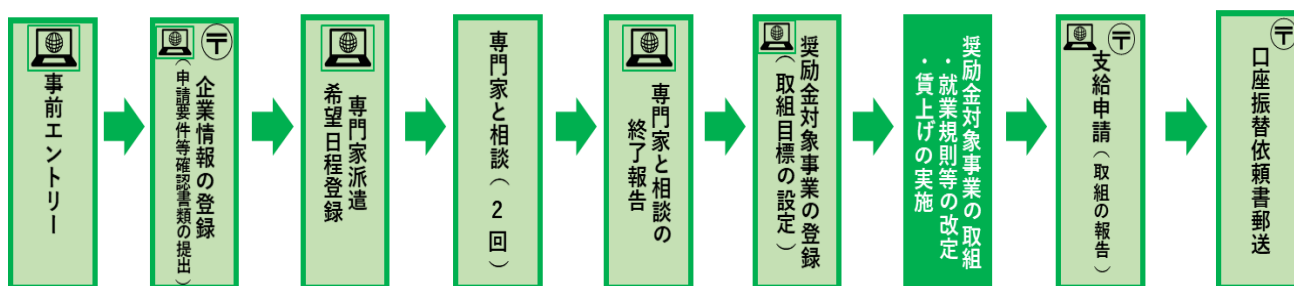 事前エントリー
〒
企業情報の登録
（申請要件等確認書類の提出）
専門家派遣
希望日程登録
専門家と相談（2回）
専門家と相談の
終了報告
奨励金対象事業の登録
（取組目標の設定）
奨励金対象事業の取組
・就業規則等の改定
・賃上げの実施
〒
支給申請（取組の報告）
〒
口座振替依頼書郵送